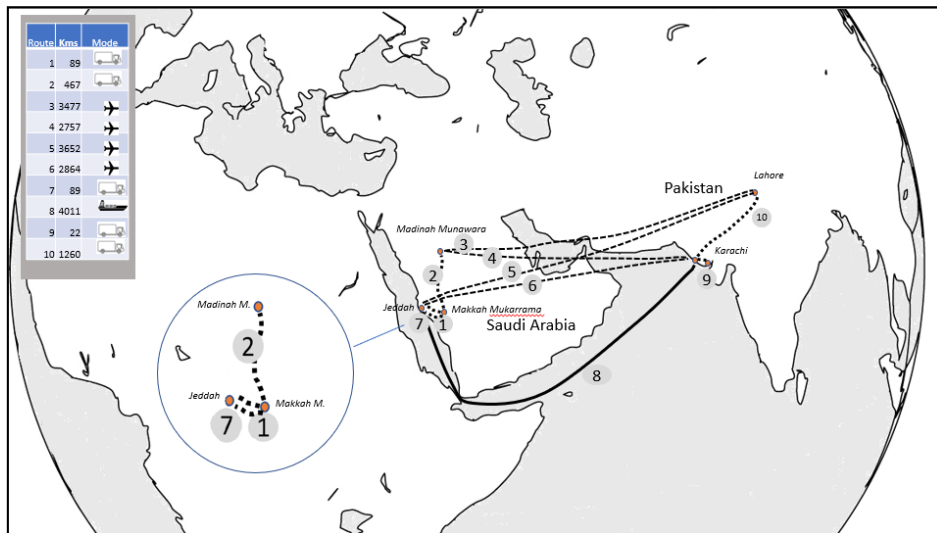 Route Kms Mode
1 89
2 467
3 3477
4 2757
5 3652
6 2864
7 89
8 4011
9 22
10 1260
Lahore
Pakistan
10
Madinah Munawara
3
Karachi
4
9
2
5
6
Jeddah
Makkah Mukarrama
7
1
Saudi Arabia
8
Madinah M.
2
Jeddah
Makkah M.
7
1